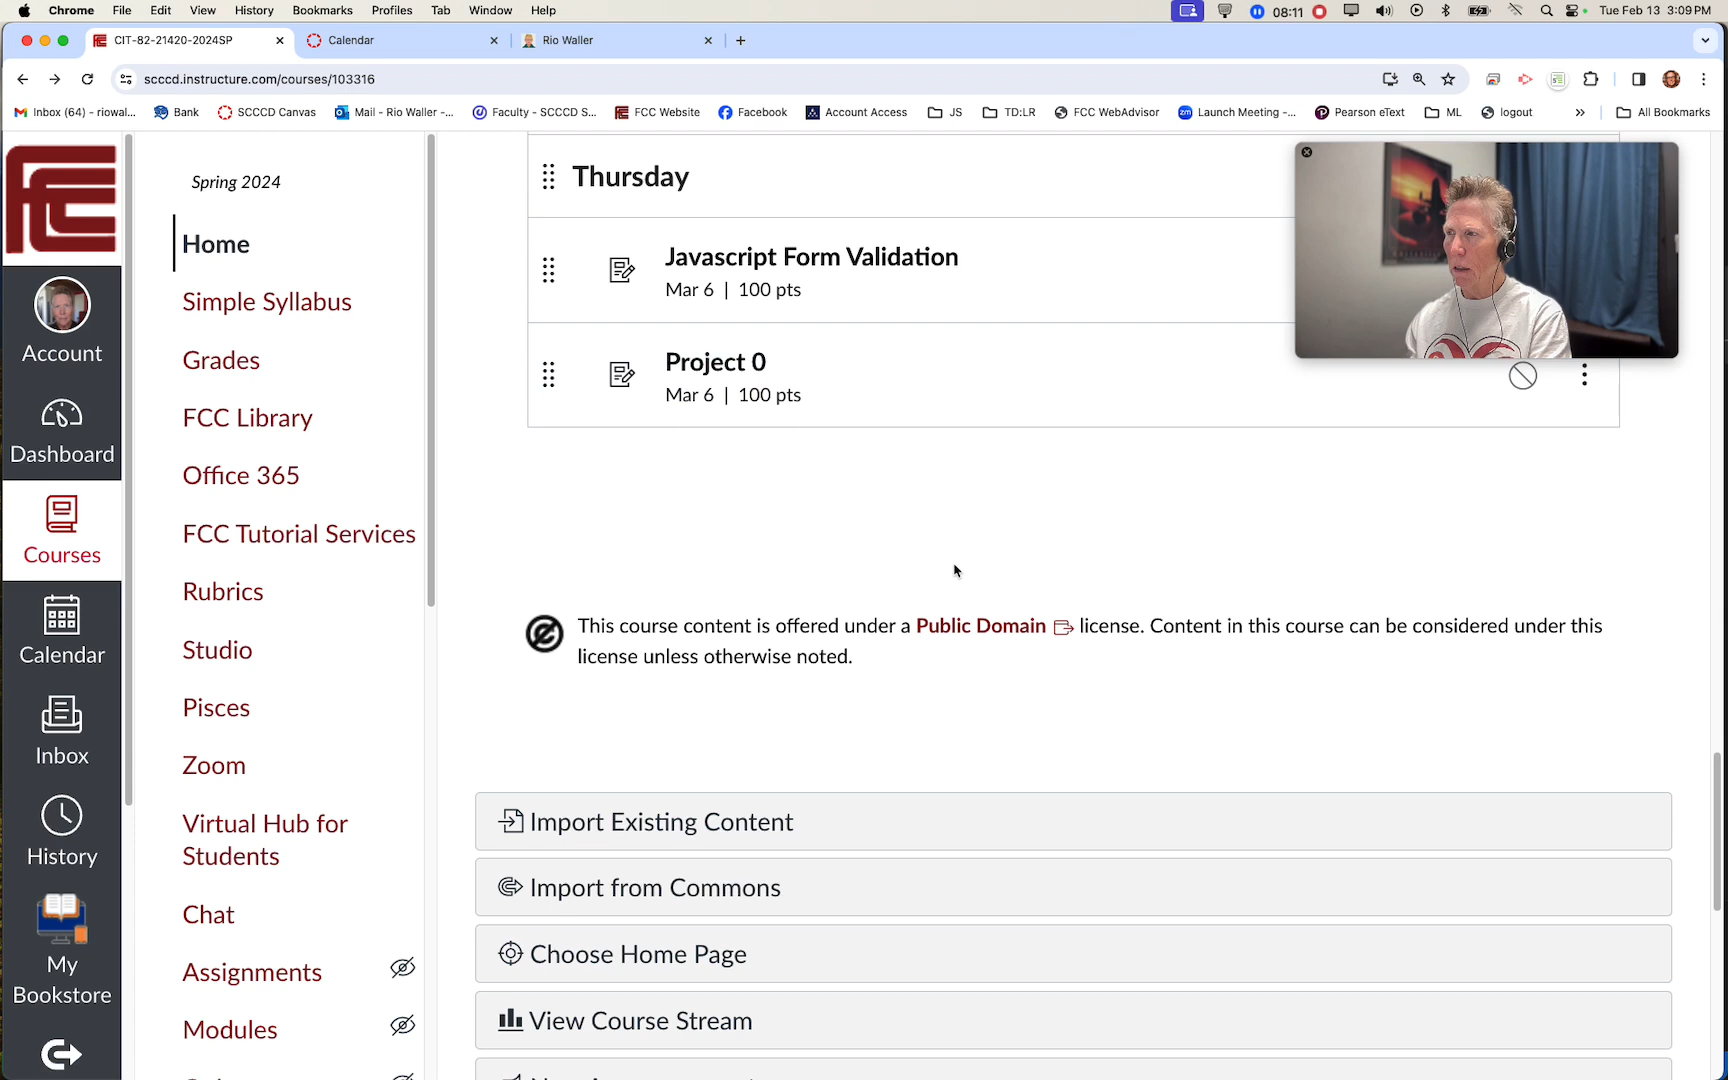 Chrome File Edit View History Bookmarks Profiles Tab Window Help 08:11 Tue Feb 13 3:09 PM
CIT-82-21420-2024SP Calendar Rio Waller
scccd.instructure.com/courses/103316
Inbox (64) - riowal... Bank SCCCD Canvas Mail - Rio Waller -... Faculty - SCCCD S... FCC Website Facebook Account Access JS TD:LR FCC WebAdvisor Launch Meeting -... Pearson eText ML logout » All Bookmarks
Account
Dashboard
Courses
Calendar
Inbox
History
My
Bookstore
Spring 2024
Home
Simple Syllabus
Grades
FCC Library
Office 365
FCC Tutorial Services
Rubrics
Studio
Pisces
Zoom
Virtual Hub for
Students
Chat
Assignments
Modules
Thursday
Javascript Form Validation
Mar 6 | 100 pts
Project 0
Mar 6 | 100 pts
This course content is offered under a Public Domain license. Content in this course can be considered under this
license unless otherwise noted.
Import Existing Content
Import from Commons
Choose Home Page
View Course Stream